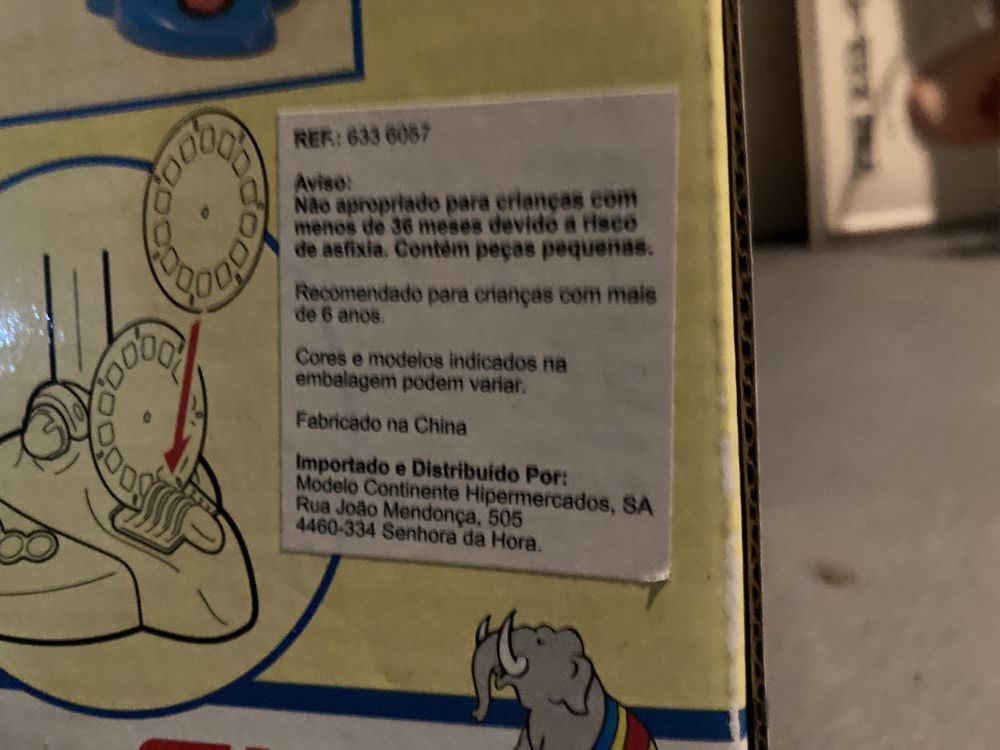 REF.: 633 6057
Aviso:
Não apropriado para crianças com
menos de 36 meses devido a risco
de asfixia. Contém peças pequenas.
Recomendado para crianças com mais
de 6 anos.
Cores e modelos indicados na
embalagem podem variar.
Fabricado na China
Importado e Distribuído Por:
Modelo Continente Hipermercados, SA
Rua João Mendonça, 505
4460-334 Senhora da Hora.